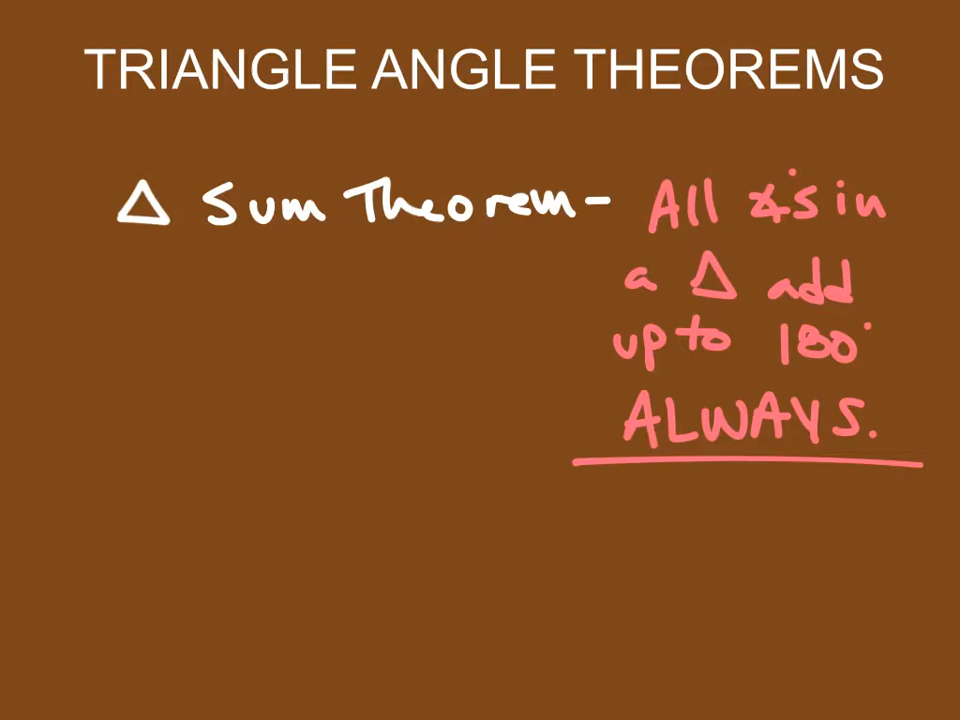 TRIANGLE ANGLE THEOREMS
△ Sum Theorem- All ∡'s in
a △ add
up to 180°
ALWAYS.